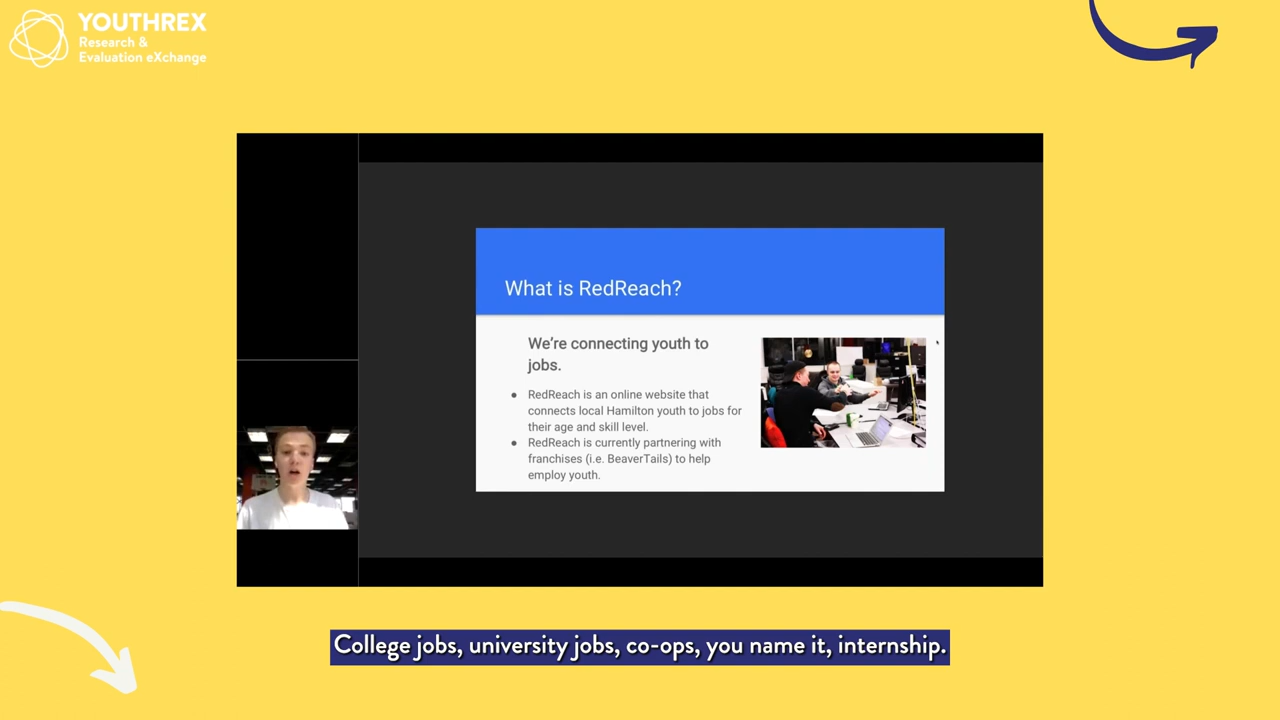 YOUTHREX
Research &
Evaluation eXchange
What is RedReach?
We're connecting youth to
jobs.
● RedReach is an online website that
connects local Hamilton youth to jobs for
their age and skill level.
● RedReach is currently partnering with
franchises (i.e. BeaverTails) to help
employ youth.
College jobs, university jobs, co-ops, you name it, internship.